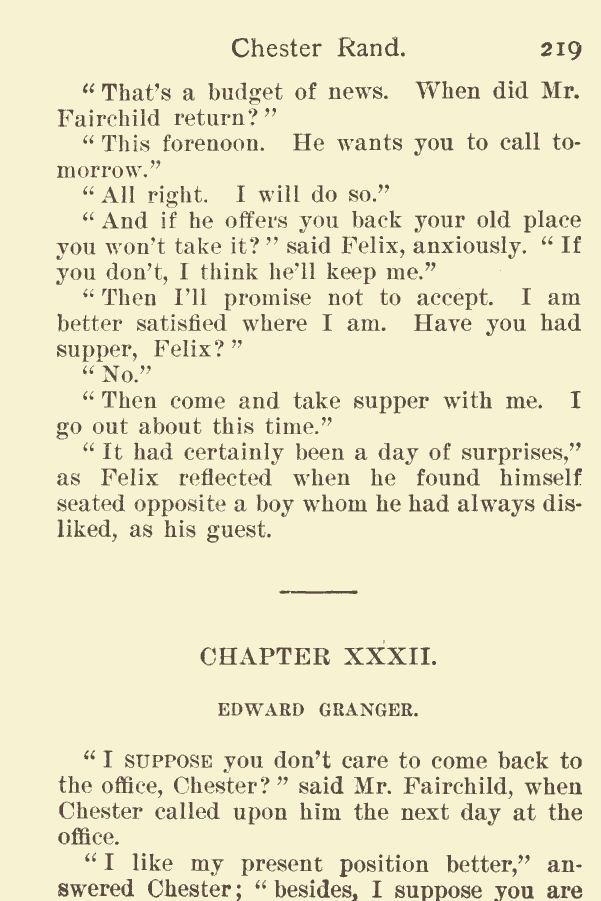 Chester Rand. 219
“ That’s a budget of news. When did Mr.
Fairchild return? ”
“ This forenoon. He wants you to call to-
morrow.”
“ All right. I will do so.”
“ And if he offers you back your old place
you won’t take it? ” said Felix, anxiously. “ If
you don’t, I think he’ll keep me.”
“ Then I’ll promise not to accept. I am
better satisfied where I am. Have you had
supper, Felix? ”
“ No.”
“ Then come and take supper with me. I
go out about this time.”
“ It had certainly been a day of surprises,”
as Felix reflected when he found himself
seated opposite a boy whom he had always dis-
liked, as his guest.
CHAPTER XXXII.
EDWARD GRANGER.
“ I SUPPOSE you don’t care to come back to
the office, Chester? ” said Mr. Fairchild, when
Chester called upon him the next day at the
office.
“ I like my present position better,” an-
swered Chester; “ besides, I suppose you are